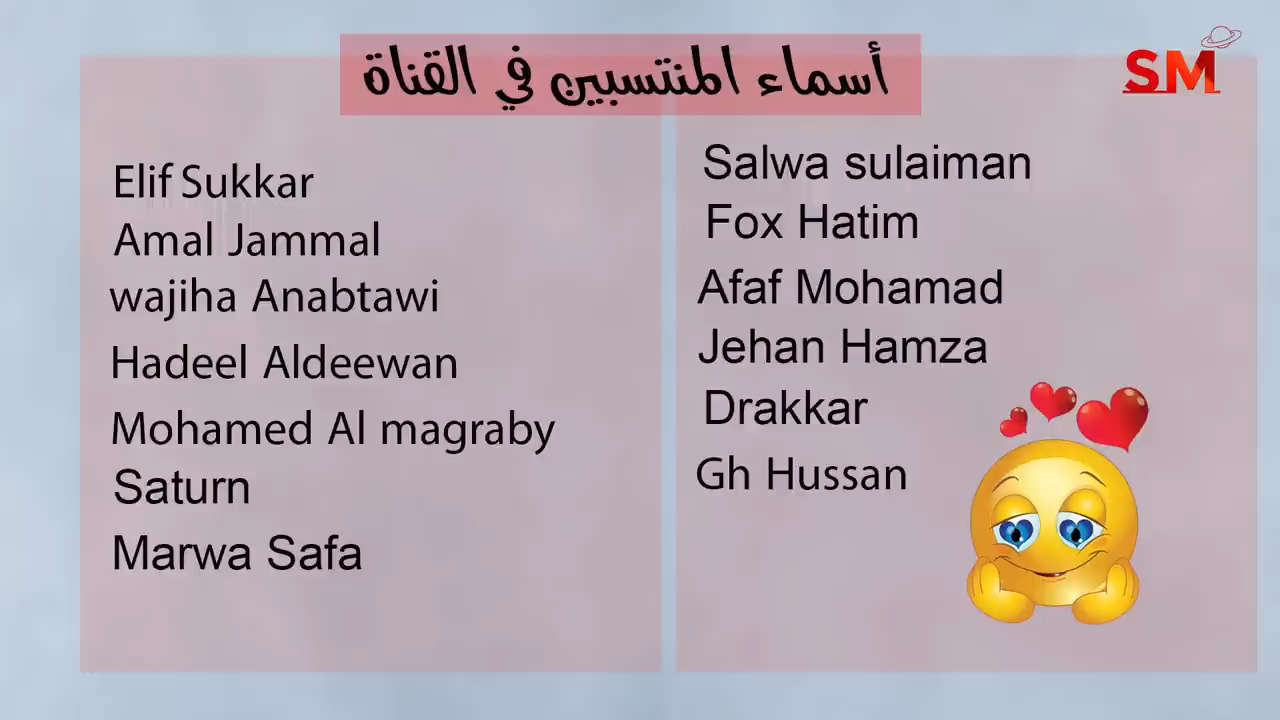 أسماء المنتسبين في القناة
SM
Elif Sukkar
Amal Jammal
wajiha Anabtawi
Hadeel Aldeewan
Mohamed Al magraby
Saturn
Marwa Safa
Salwa sulaiman
Fox Hatim
Afaf Mohamad
Jehan Hamza
Drakkar
Gh Hussan